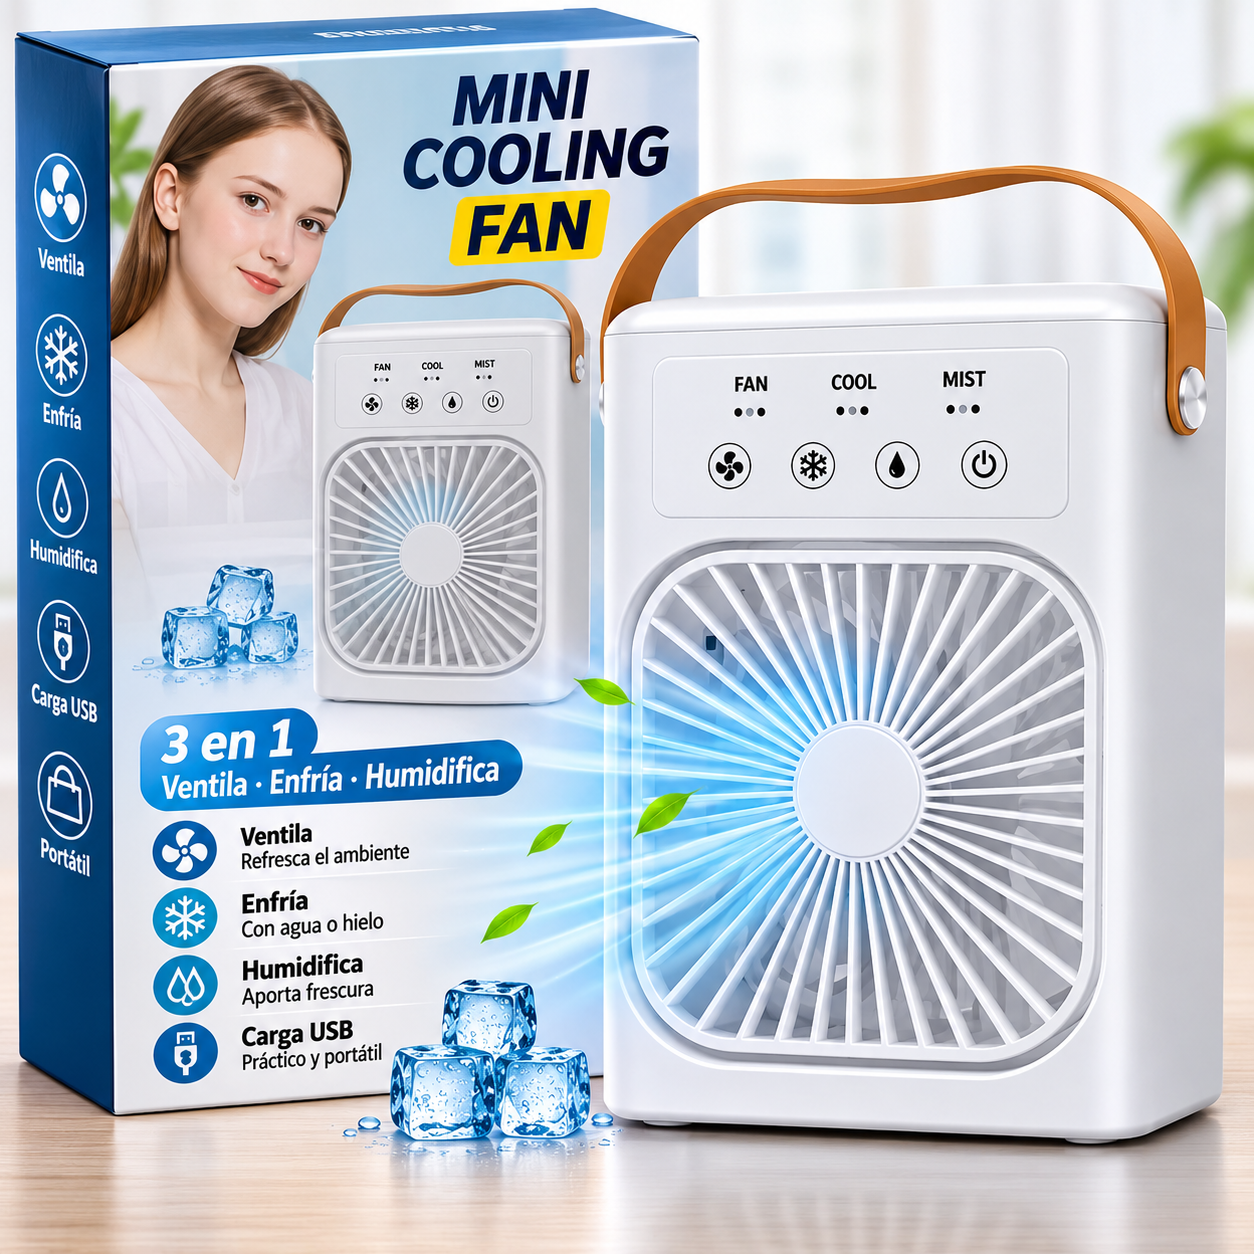 MINI
COOLING
FAN
Ventila
Enfría
Humidifica
Carga USB
Portátil
FAN COOL MIST
3 en 1
Ventila · Enfría · Humidifica
Ventila
Refresca el ambiente
Enfría
Con agua o hielo
Humidifica
Aporta frescura
Carga USB
Práctico y portátil
FAN COOL MIST